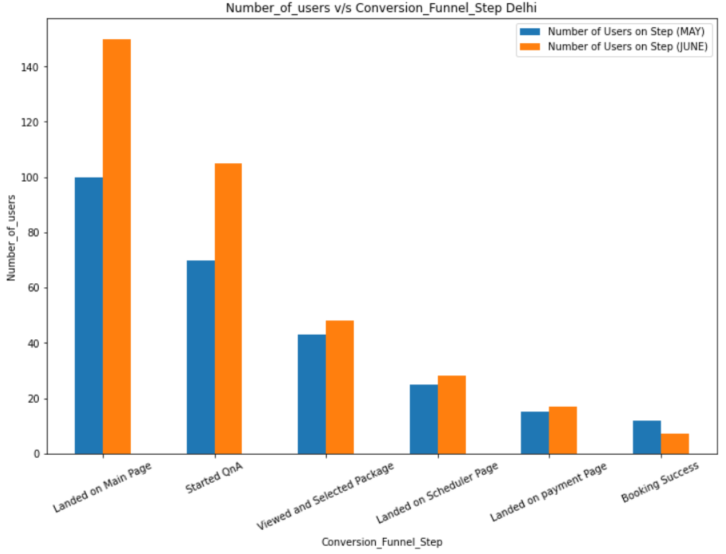 Number_of_users v/s Conversion_Funnel_Step Delhi
Number of Users on Step (MAY)
Number of Users on Step (JUNE)
Number_of_users
140
120
100
80
60
40
20
0
Landed on Main Page
Started QnA
Viewed and Selected Package
Landed on Scheduler Page
Landed on payment Page
Booking Success
Conversion_Funnel_Step